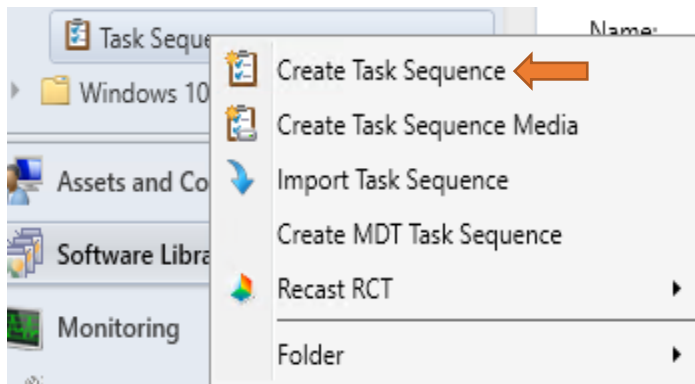 Name:
Task Seque
Create Task Sequence
Windows 10
Create Task Sequence Media
Assets and Co
Import Task Sequence
Create MDT Task Sequence
Software Libra
Recast RCT
Monitoring
Folder